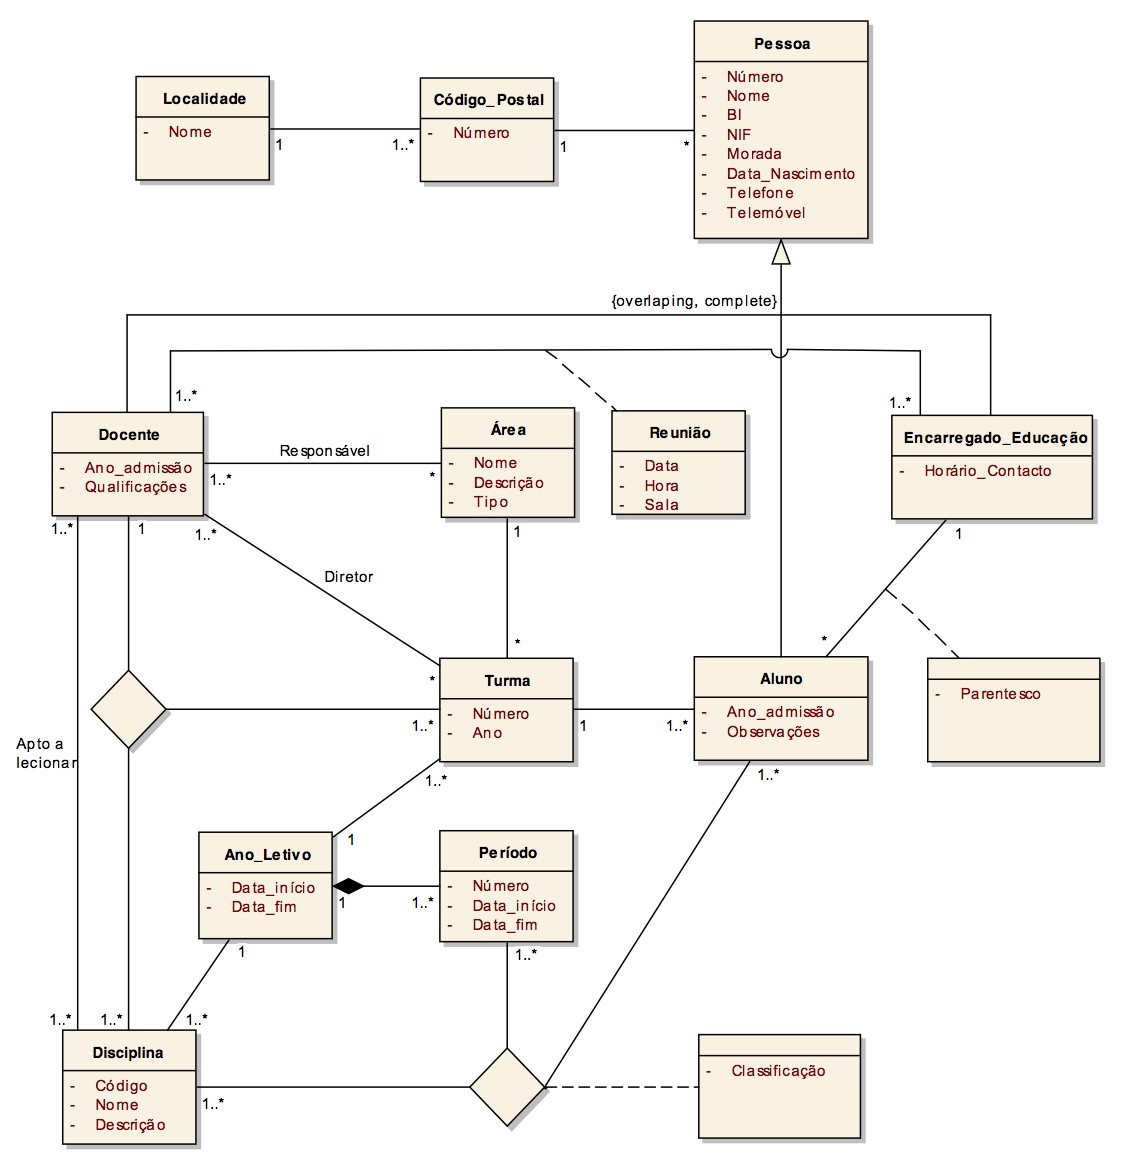 Pessoa
- Número
- Nome
- BI
- NIF
- Morada
- Data_Nascimento
- Telefone
- Telemóvel
Localidade
- Nome
Código_Postal
- Número
1
1..*
1
*
{overlaping, complete}
1..*
1..*
Docente
- Ano_admissão
- Qualificações
Responsável
1..*
*
Área
- Nome
- Descrição
- Tipo
Reunião
- Data
- Hora
- Sala
Encarregado_Educação
- Horário_Contacto
1..*
1
1..*
1
1
Diretor
*
*
*
Turma
- Número
- Ano
1..*
1
1..*
Aluno
- Ano_admissão
- Observações
- Parentesco
Apto a
lecionar
1..*
1..*
1
Ano_Letivo
- Data_início
- Data_fim
1
1..*
Período
- Número
- Data_início
- Data_fim
1
1..*
1..*
1..*
1..*
Disciplina
- Código
- Nome
- Descrição
1..*
- Classificação